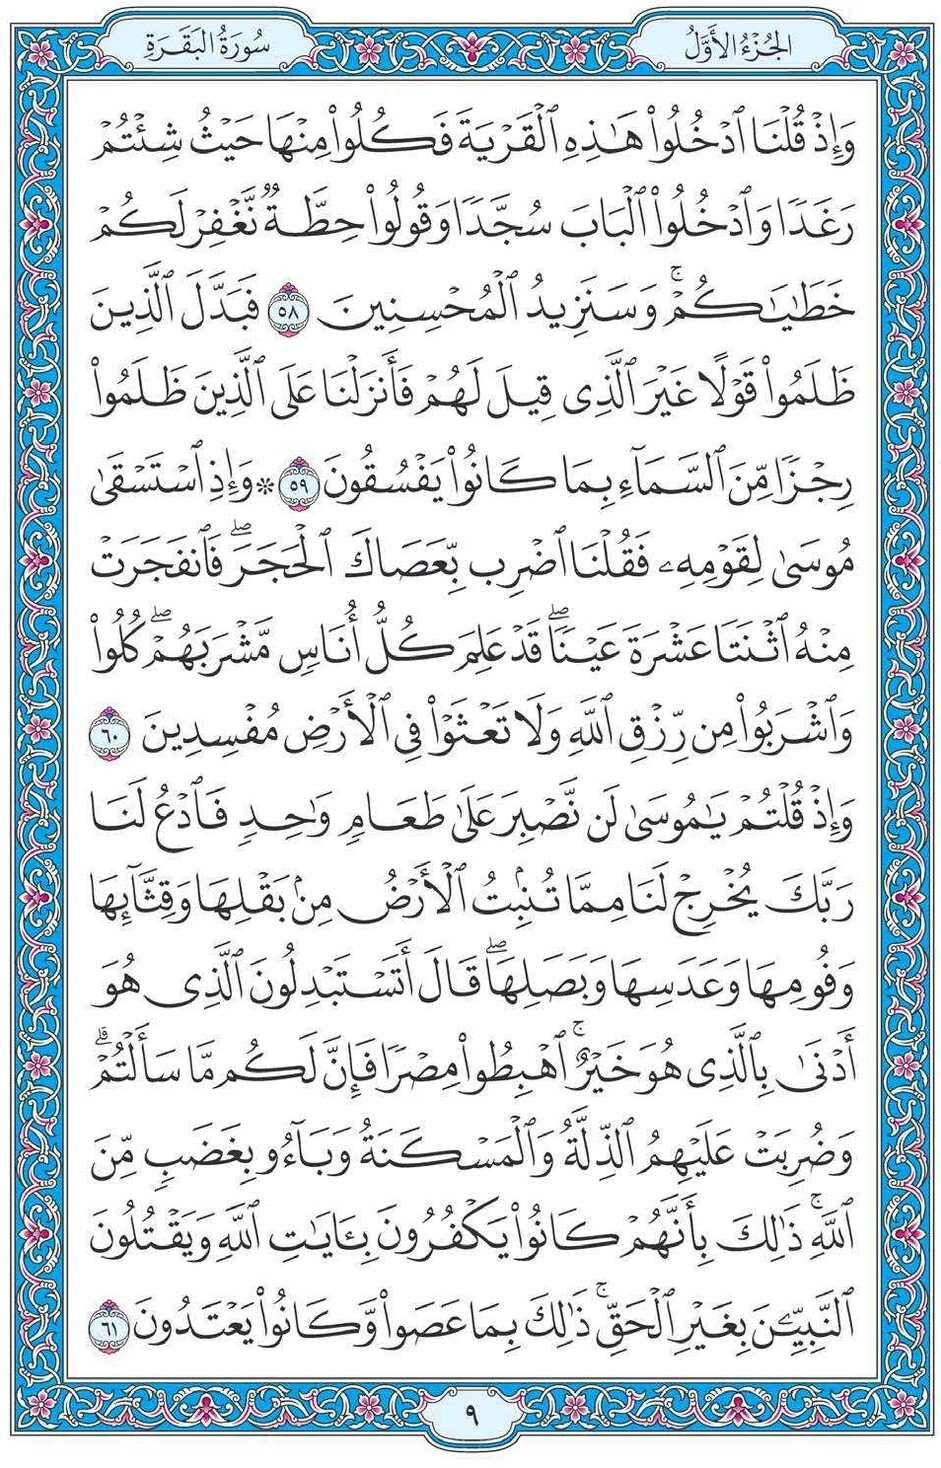 الجُزْءُ الأَوَّلُ
سُورَةُ البَقَرَةِ
وَإِذْ قُلْنَا ٱدْخُلُوا۟ هَـٰذِهِ ٱلْقَرْيَةَ فَكُلُوا۟ مِنْهَا حَيْثُ شِئْتُمْ
رَغَدًا وَٱدْخُلُوا۟ ٱلْبَابَ سُجَّدًا وَقُولُوا۟ حِطَّةٌ نَّغْفِرْ لَكُمْ
خَطَـٰيَـٰكُمْ ۚ وَسَنَزِيدُ ٱلْمُحْسِنِينَ ٥٨ فَبَدَّلَ ٱلَّذِينَ
ظَلَمُوا۟ قَوْلًا غَيْرَ ٱلَّذِى قِيلَ لَهُمْ فَأَنزَلْنَا عَلَى ٱلَّذِينَ ظَلَمُوا۟
رِجْزًا مِّنَ ٱلسَّمَآءِ بِمَا كَانُوا۟ يَفْسُقُونَ ٥٩ * وَإِذِ ٱسْتَسْقَىٰ
مُوسَىٰ لِقَوْمِهِۦ فَقُلْنَا ٱضْرِب بِّعَصَاكَ ٱلْحَجَرَ ۖ فَٱنفَجَرَتْ
مِنْهُ ٱثْنَتَا عَشْرَةَ عَيْنًا ۖ قَدْ عَلِمَ كُلُّ أُنَاسٍ مَّشْرَبَهُمْ ۖ كُلُوا۟
وَٱشْرَبُوا۟ مِن رِّزْقِ ٱللَّهِ وَلَا تَعْثَوْا۟ فِى ٱلْأَرْضِ مُفْسِدِينَ ٦٠
وَإِذْ قُلْتُمْ يَـٰمُوسَىٰ لَن نَّصْبِرَ عَلَىٰ طَعَامٍ وَٰحِدٍ فَٱدْعُ لَنَا
رَبَّكَ يُخْرِجْ لَنَا مِمَّا تُنۢبِتُ ٱلْأَرْضُ مِنۢ بَقْلِهَا وَقِثَّآئِهَا
وَفُومِهَا وَعَدَسِهَا وَبَصَلِهَا ۖ قَالَ أَتَسْتَبْدِلُونَ ٱلَّذِى هُوَ
أَدْنَىٰ بِٱلَّذِى هُوَ خَيْرٌ ۚ ٱهْبِطُوا۟ مِصْرًا فَإِنَّ لَكُم مَّا سَأَلْتُمْ ۗ
وَضُرِبَتْ عَلَيْهِمُ ٱلذِّلَّةُ وَٱلْمَسْكَنَةُ وَبَآءُو بِغَضَبٍ مِّنَ
ٱللَّهِ ۚ ذَٰلِكَ بِأَنَّهُمْ كَانُوا۟ يَكْفُرُونَ بِـَٔايَـٰتِ ٱللَّهِ وَيَقْتُلُونَ
ٱلنَّبِيِّـۧنَ بِغَيْرِ ٱلْحَقِّ ۚ ذَٰلِكَ بِمَا عَصَوا۟ وَّكَانُوا۟ يَعْتَدُونَ ٦١
٩